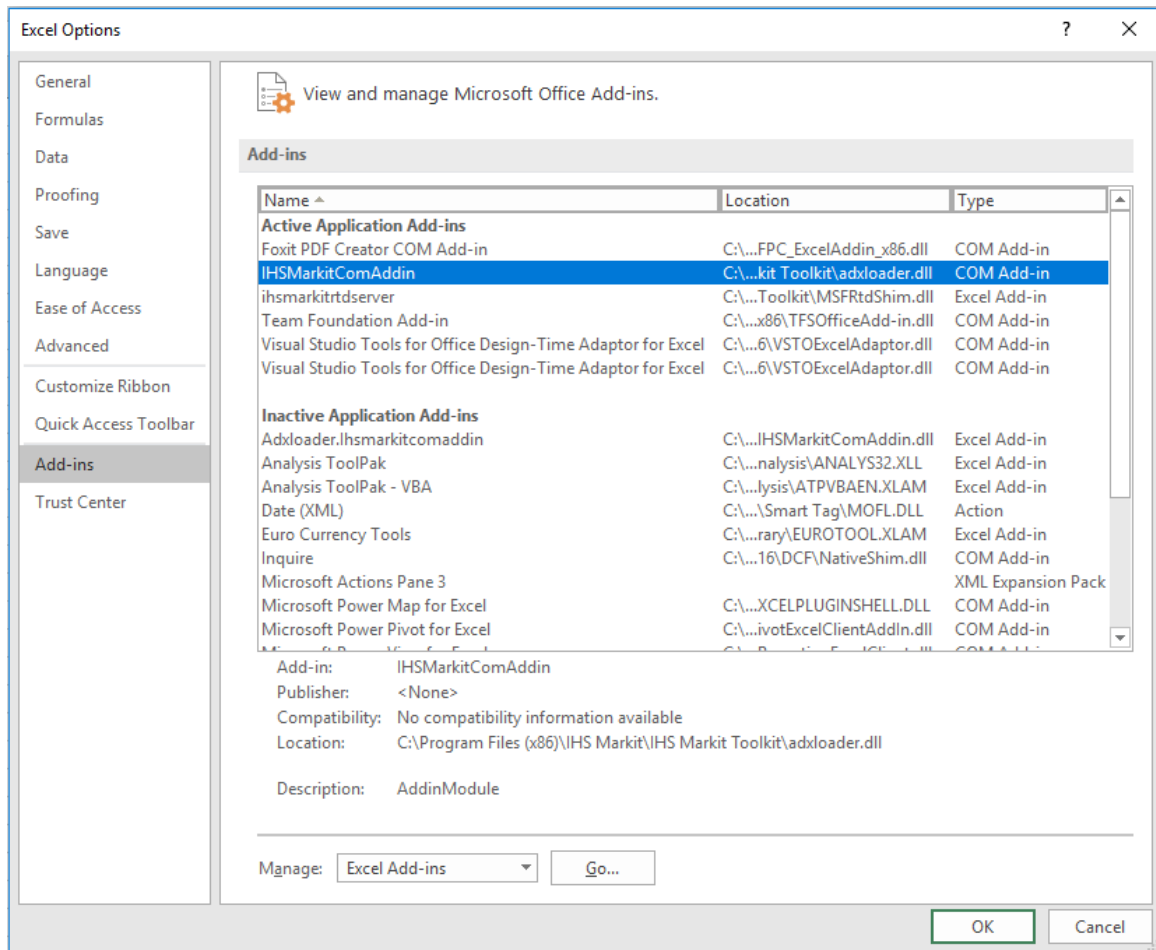 Excel Options ?
General
Formulas
Data
Proofing
Save
Language
Ease of Access
Advanced
Customize Ribbon
Quick Access Toolbar
Add-ins
Trust Center
View and manage Microsoft Office Add-ins.
Add-ins
Name Location Type
Active Application Add-ins
Foxit PDF Creator COM Add-in C:\...FPC_ExcelAddin_x86.dll COM Add-in
IHSMarkitComAddin C:\...kit Toolkit\adxloader.dll COM Add-in
ihsmarkitrtdserver C:\...Toolkit\MSFRtdShim.dll Excel Add-in
Team Foundation Add-in C:\...x86\TFSOfficeAdd-in.dll COM Add-in
Visual Studio Tools for Office Design-Time Adaptor for Excel C:\...6\VSTOExcelAdaptor.dll COM Add-in
Visual Studio Tools for Office Design-Time Adaptor for Excel C:\...6\VSTOExcelAdaptor.dll COM Add-in
Inactive Application Add-ins
Adxloader.Ihsmarkitcomaddin C:\...IHSMarkitComAddin.dll Excel Add-in
Analysis ToolPak C:\...nalysis\ANALYS32.XLL Excel Add-in
Analysis ToolPak - VBA C:\...lysis\ATPVBAEN.XLAM Excel Add-in
Date (XML) C:\...\Smart Tag\MOFL.DLL Action
Euro Currency Tools C:\...rary\EUROTOOL.XLAM Excel Add-in
Inquire C:\...16\DCF\NativeShim.dll COM Add-in
Microsoft Actions Pane 3 XML Expansion Pack
Microsoft Power Map for Excel C:\...XCELPLUGINSHELL.DLL COM Add-in
Microsoft Power Pivot for Excel C:\...ivotExcelClientAddIn.dll COM Add-in
Add-in: IHSMarkitComAddin
Publisher: <None>
Compatibility: No compatibility information available
Location: C:\Program Files (x86)\IHS Markit\IHS Markit Toolkit\adxloader.dll
Description: AddinModule
Manage: Excel Add-ins Go...
OK Cancel